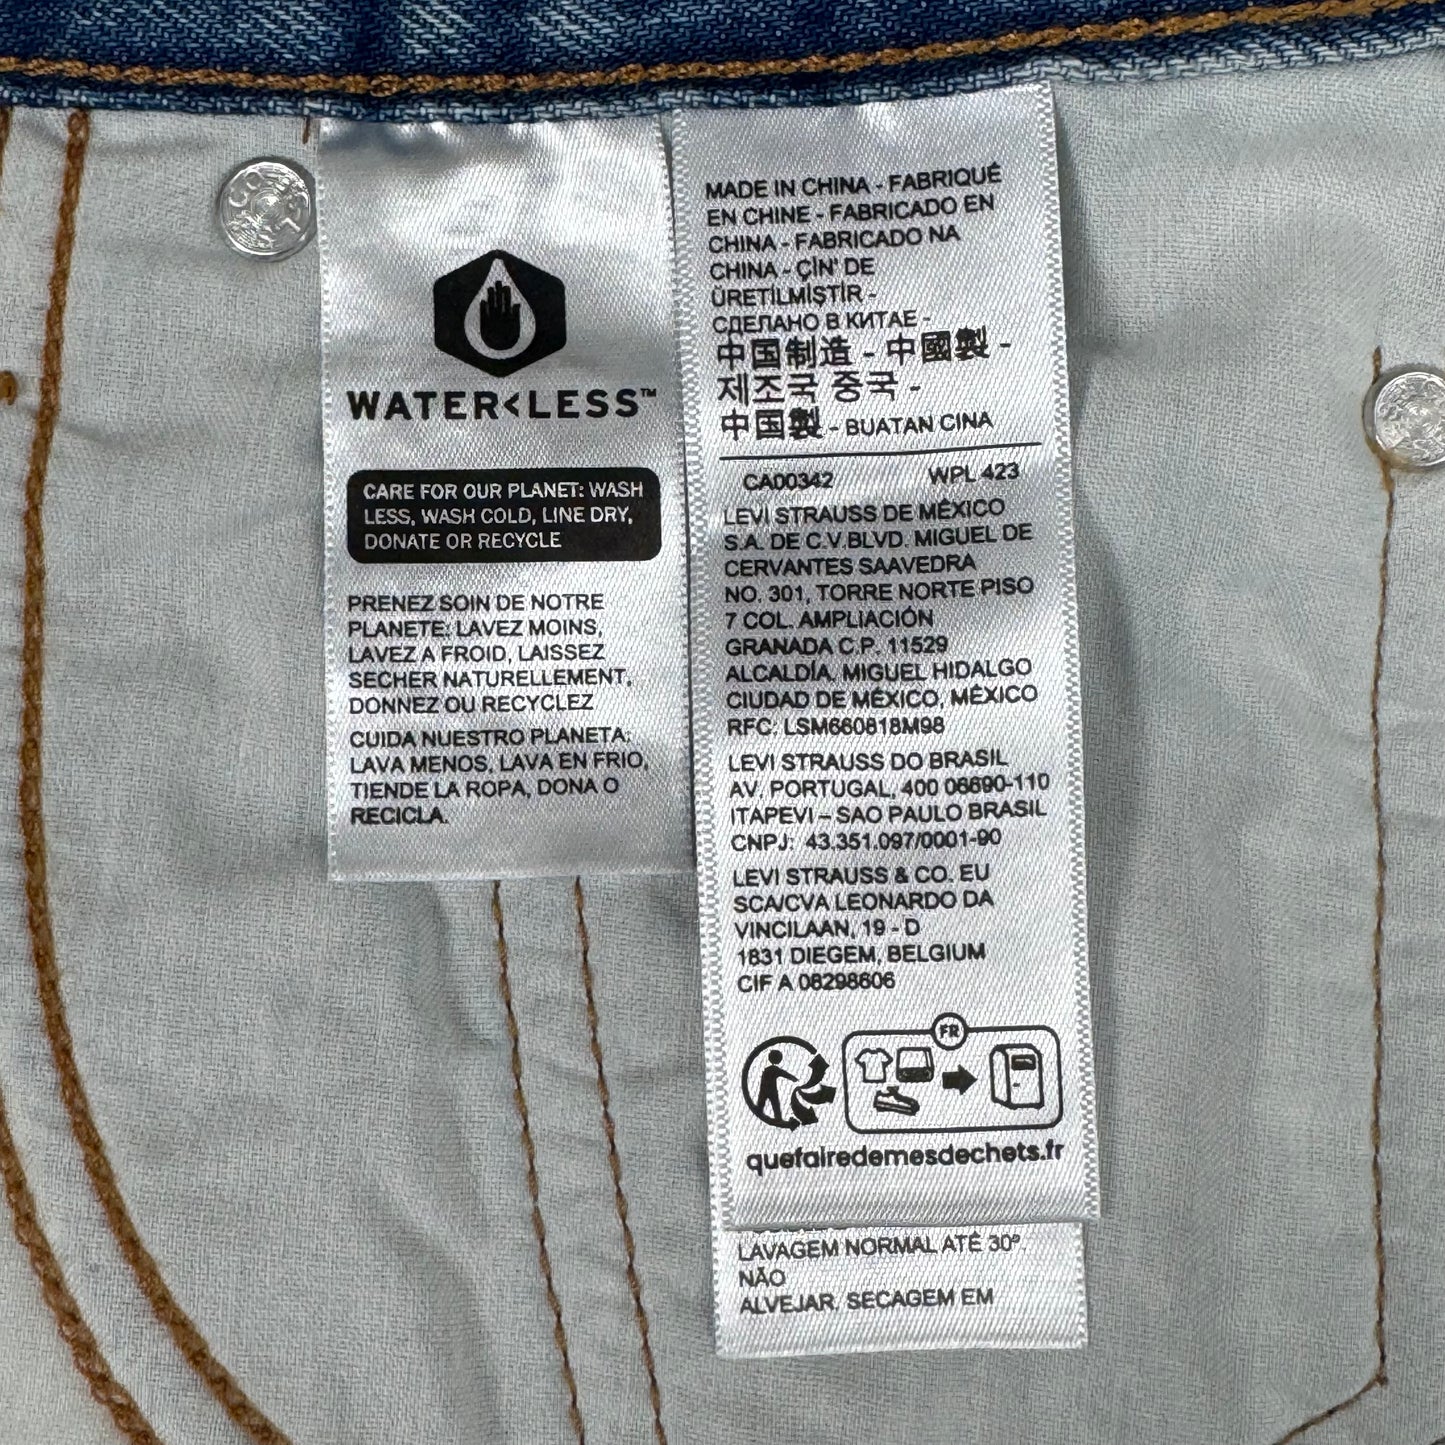 WATER<LESS™
CARE FOR OUR PLANET: WASH
LESS, WASH COLD, LINE DRY,
DONATE OR RECYCLE
PRENEZ SOIN DE NOTRE
PLANETE: LAVEZ MOINS,
LAVEZ A FROID, LAISSEZ
SECHER NATURELLEMENT,
DONNEZ OU RECYCLEZ
CUIDA NUESTRO PLANETA:
LAVA MENOS, LAVA EN FRIO,
TIENDE LA ROPA, DONA O
RECICLA.
MADE IN CHINA - FABRIQUÉ
EN CHINE - FABRICADO EN
CHINA - FABRICADO NA
CHINA - ÇİN' DE
ÜRETİLMİŞTİR -
СДЕЛАНО В КИТАЕ -
中国制造 - 中國製 -
제조국 중국 -
中国製 - BUATAN CINA
CA00342 WPL 423
LEVI STRAUSS DE MÉXICO
S.A. DE C.V.BLVD. MIGUEL DE
CERVANTES SAAVEDRA
NO. 301, TORRE NORTE PISO
7 COL. AMPLIACIÓN
GRANADA C.P. 11529
ALCALDÍA. MIGUEL HIDALGO
CIUDAD DE MÉXICO, MÉXICO
RFC: LSM660818M98
LEVI STRAUSS DO BRASIL
AV. PORTUGAL, 400 06690-110
ITAPEVI – SAO PAULO BRASIL
CNPJ: 43.351.097/0001-90
LEVI STRAUSS & CO. EU
SCA/CVA LEONARDO DA
VINCILAAN, 19 - D
1831 DIEGEM, BELGIUM
CIF A 08298606
FR
quefairedemesdechets.fr
LAVAGEM NORMAL ATÉ 30º.
NÃO
ALVEJAR. SECAGEM EM